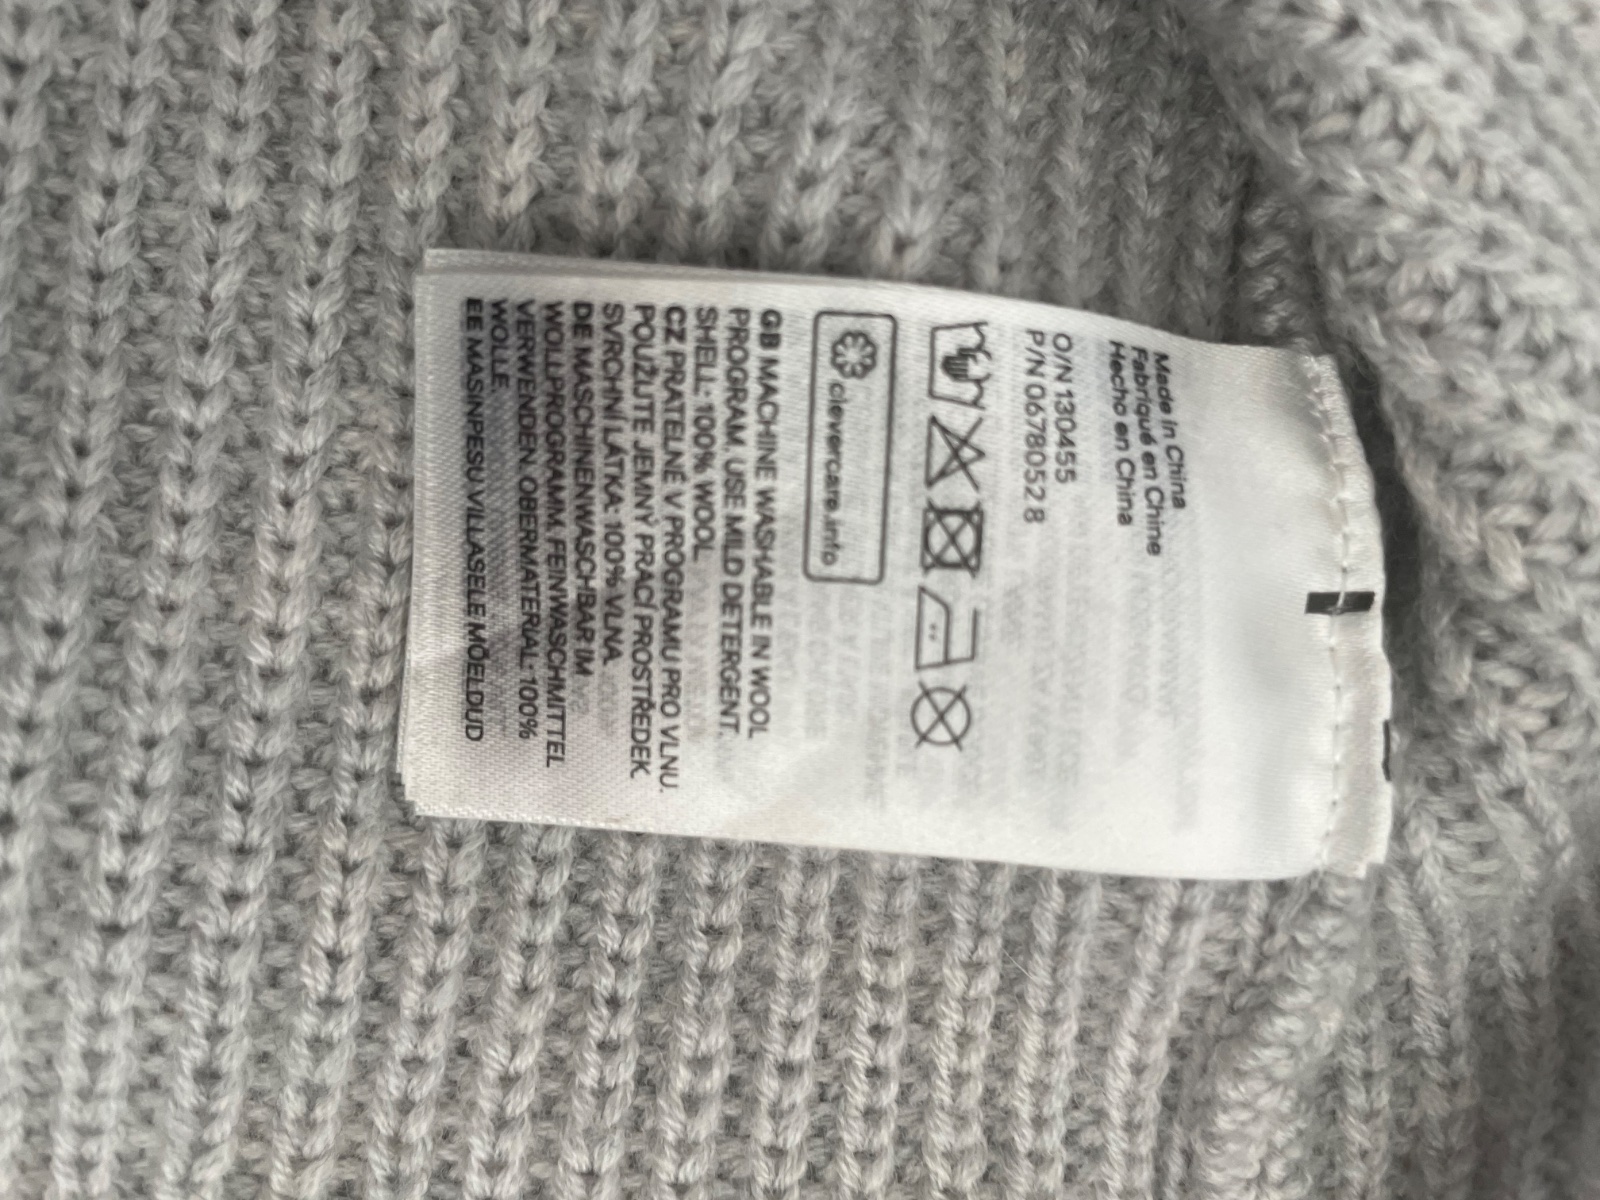 Made in China
Fabriqué en Chine
Hecho en China
O/N 130455
P/N 0678052 8
clevercare.info
GB MACHINE WASHABLE IN WOOL
PROGRAM. USE MILD DETERGENT.
SHELL: 100% WOOL
CZ PRATELNÉ V PROGRAMU PRO VLNU.
POUŽIJTE JEMNÝ PRACÍ PROSTŘEDEK.
SVRCHNÍ LÁTKA: 100% VLNA.
DE MASCHINENWASCHBAR IM
WOLLPROGRAMM, FEINWASCHMITTEL
VERWENDEN. OBERMATERIAL: 100%
WOLLE.
EE MASINPESU VILLASELE MÕELDUD